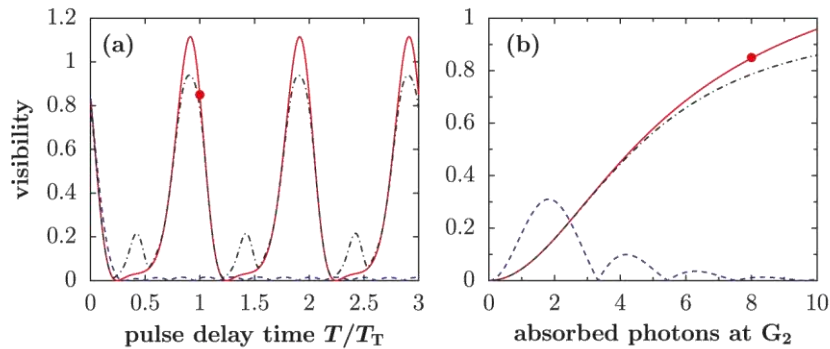 1.2
1
0.8
0.6
0.4
0.2
0
(a)
visibility
0 0.5 1 1.5 2 2.5 3
pulse delay time T/T_T
1
0.8
0.6
0.4
0.2
0
(b)
0 2 4 6 8 10
absorbed photons at G₂